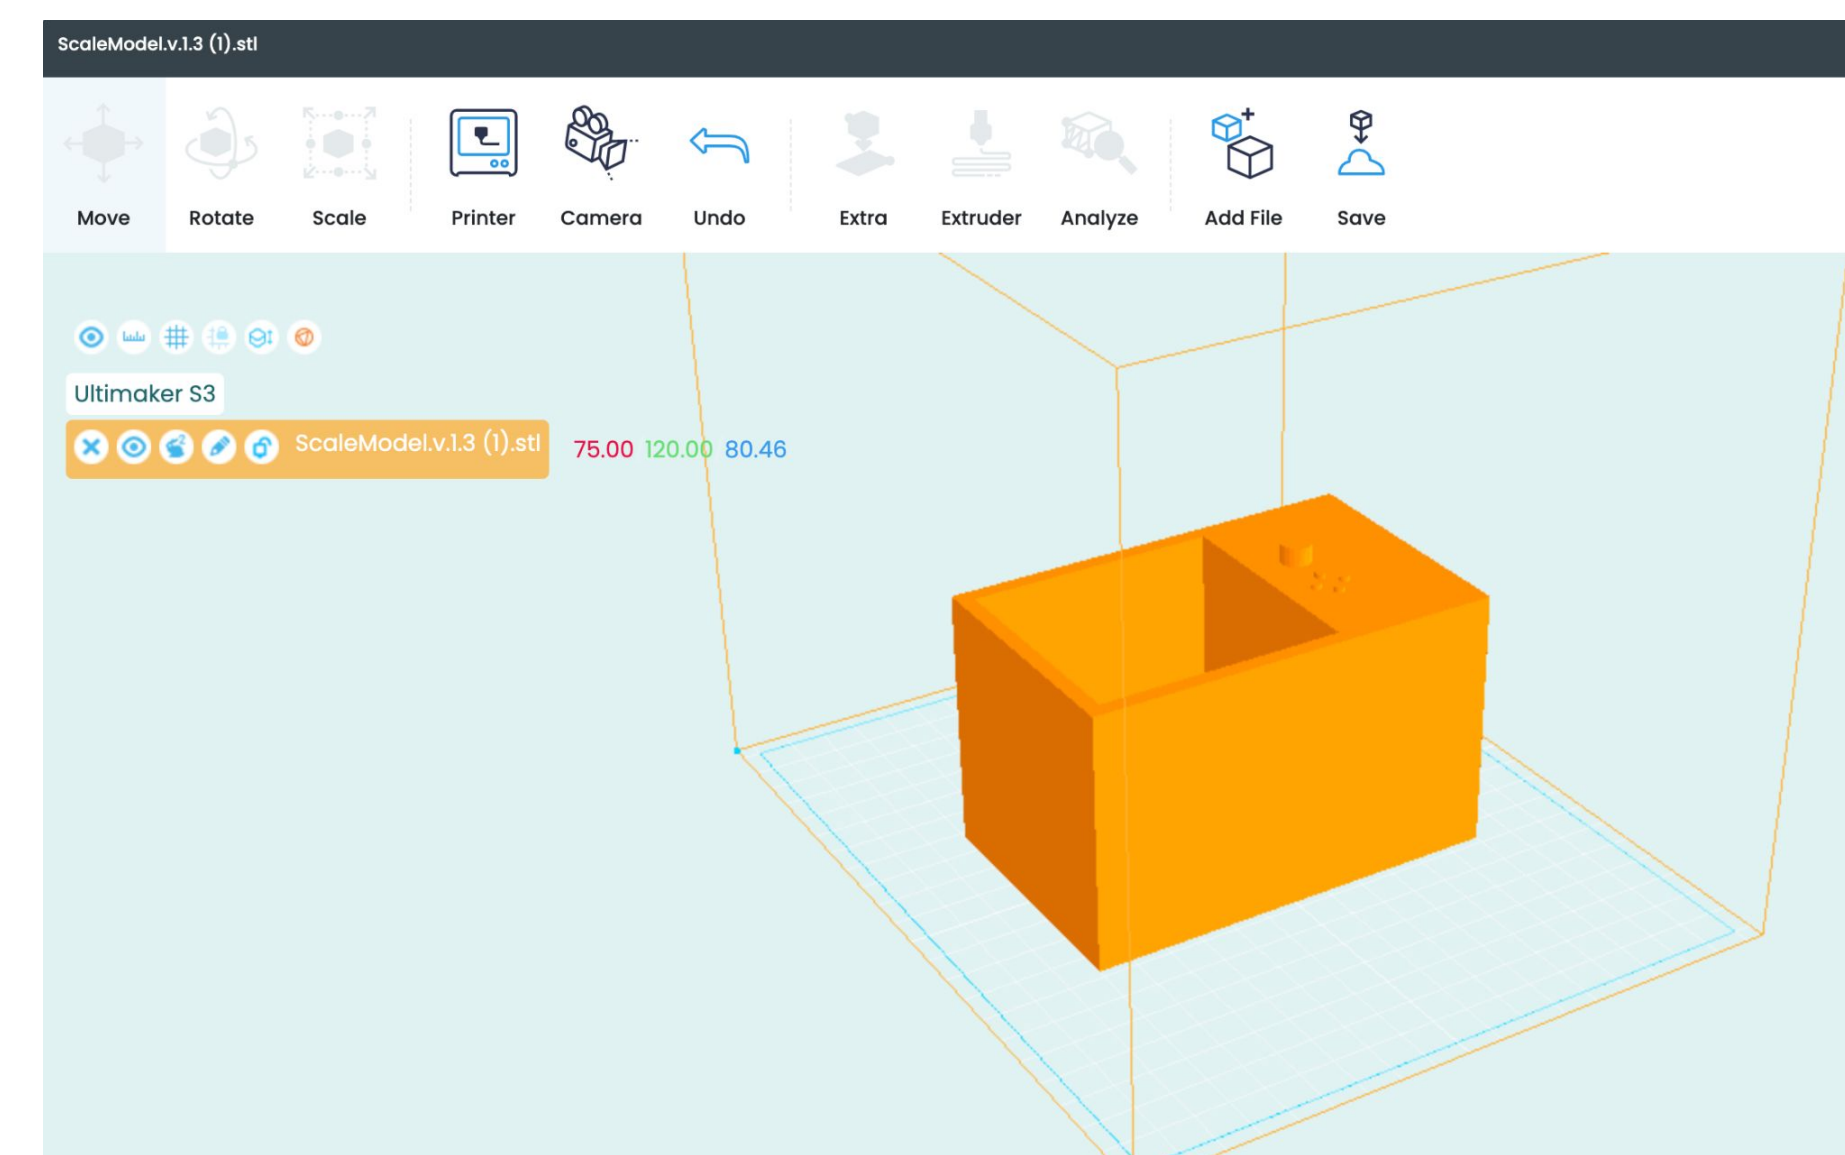 ScaleModel.v.1.3 (1).stl
Move Rotate Scale Printer Camera Undo Extra Extruder Analyze Add File Save
Ultimaker S3
ScaleModel.v.1.3 (1).stl 75.00 120.00 80.46